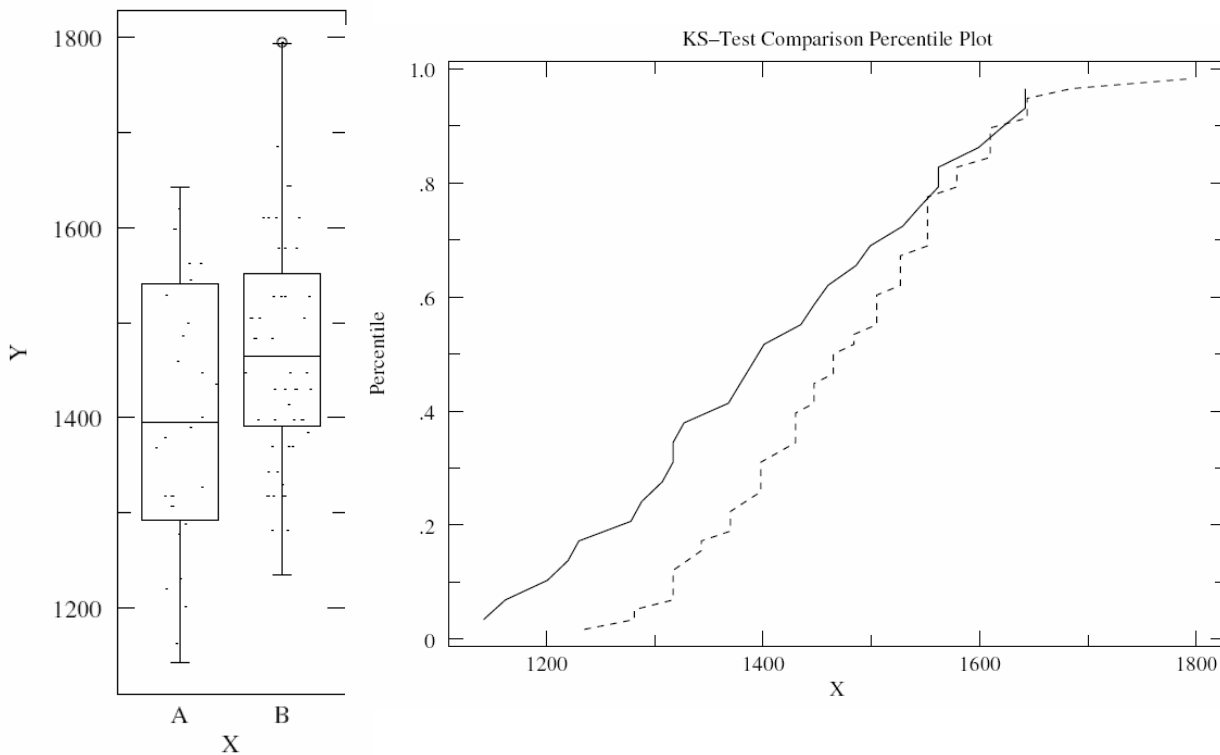 1800
1600
1400
1200
Y
A B
X
KS–Test Comparison Percentile Plot
1.0
.8
.6
.4
.2
0
Percentile
1200 1400 1600 1800
X